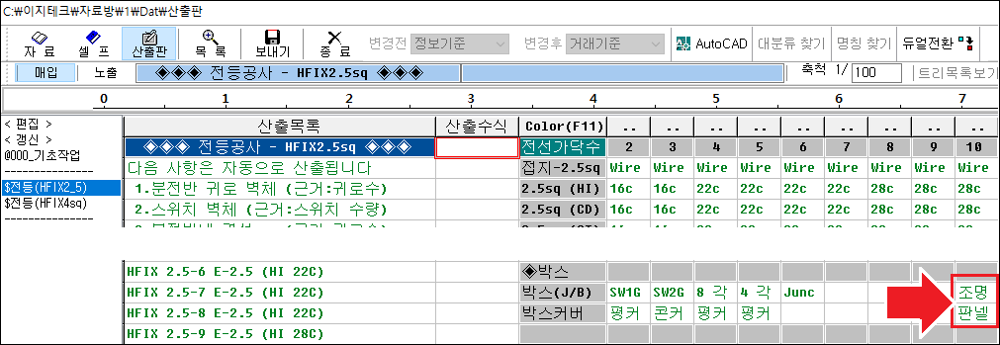 C:₩이지테크₩자료방₩1₩Dat₩산출판
자 료 셀 프 산출판 목 록 보내기 종 료 변경전 정보기준 변경후 거래기준 AutoCAD 대분류 찾기 명칭 찾기 듀얼전환
매입 노출 ◈◈◈ 전등공사 - HFIX2.5sq ◈◈◈ 축척 1/ 100 트리목록보기
0 1 2 3 4 5 6 7
< 편집 > 산출목록 산출수식 Color(F11) .. .. .. .. .. .. .. ..
< 갱신 >
◈◈◈ 전등공사 - HFIX2.5sq ◈◈◈ 전선가닥수 2 3 4 5 6 7 8 9 10
@000_기초작업
다음 사항은 자동으로 산출됩니다 접지-2.5sq Wire Wire Wire Wire Wire Wire Wire Wire Wire
---------------
$전등(HFIX2_5) 1.분전반 귀로 벽체 (근거:귀로수) 2.5sq (HI) 16c 16c 22c 22c 22c 22c 28c 28c 28c
$전등(HFIX4sq) 2.스위치 벽체 (근거:스위치 수량) 2.5sq (CD) 16c 16c 22c 22c 22c 22c 28c 28c 28c
---------------
HFIX 2.5-6 E-2.5 (HI 22C) ◈박스
HFIX 2.5-7 E-2.5 (HI 22C) 박스(J/B) SW1G SW2G 8 각 4 각 Junc 조명
HFIX 2.5-8 E-2.5 (HI 22C) 박스커버 평커 콘커 평커 평커 판넬
HFIX 2.5-9 E-2.5 (HI 28C)